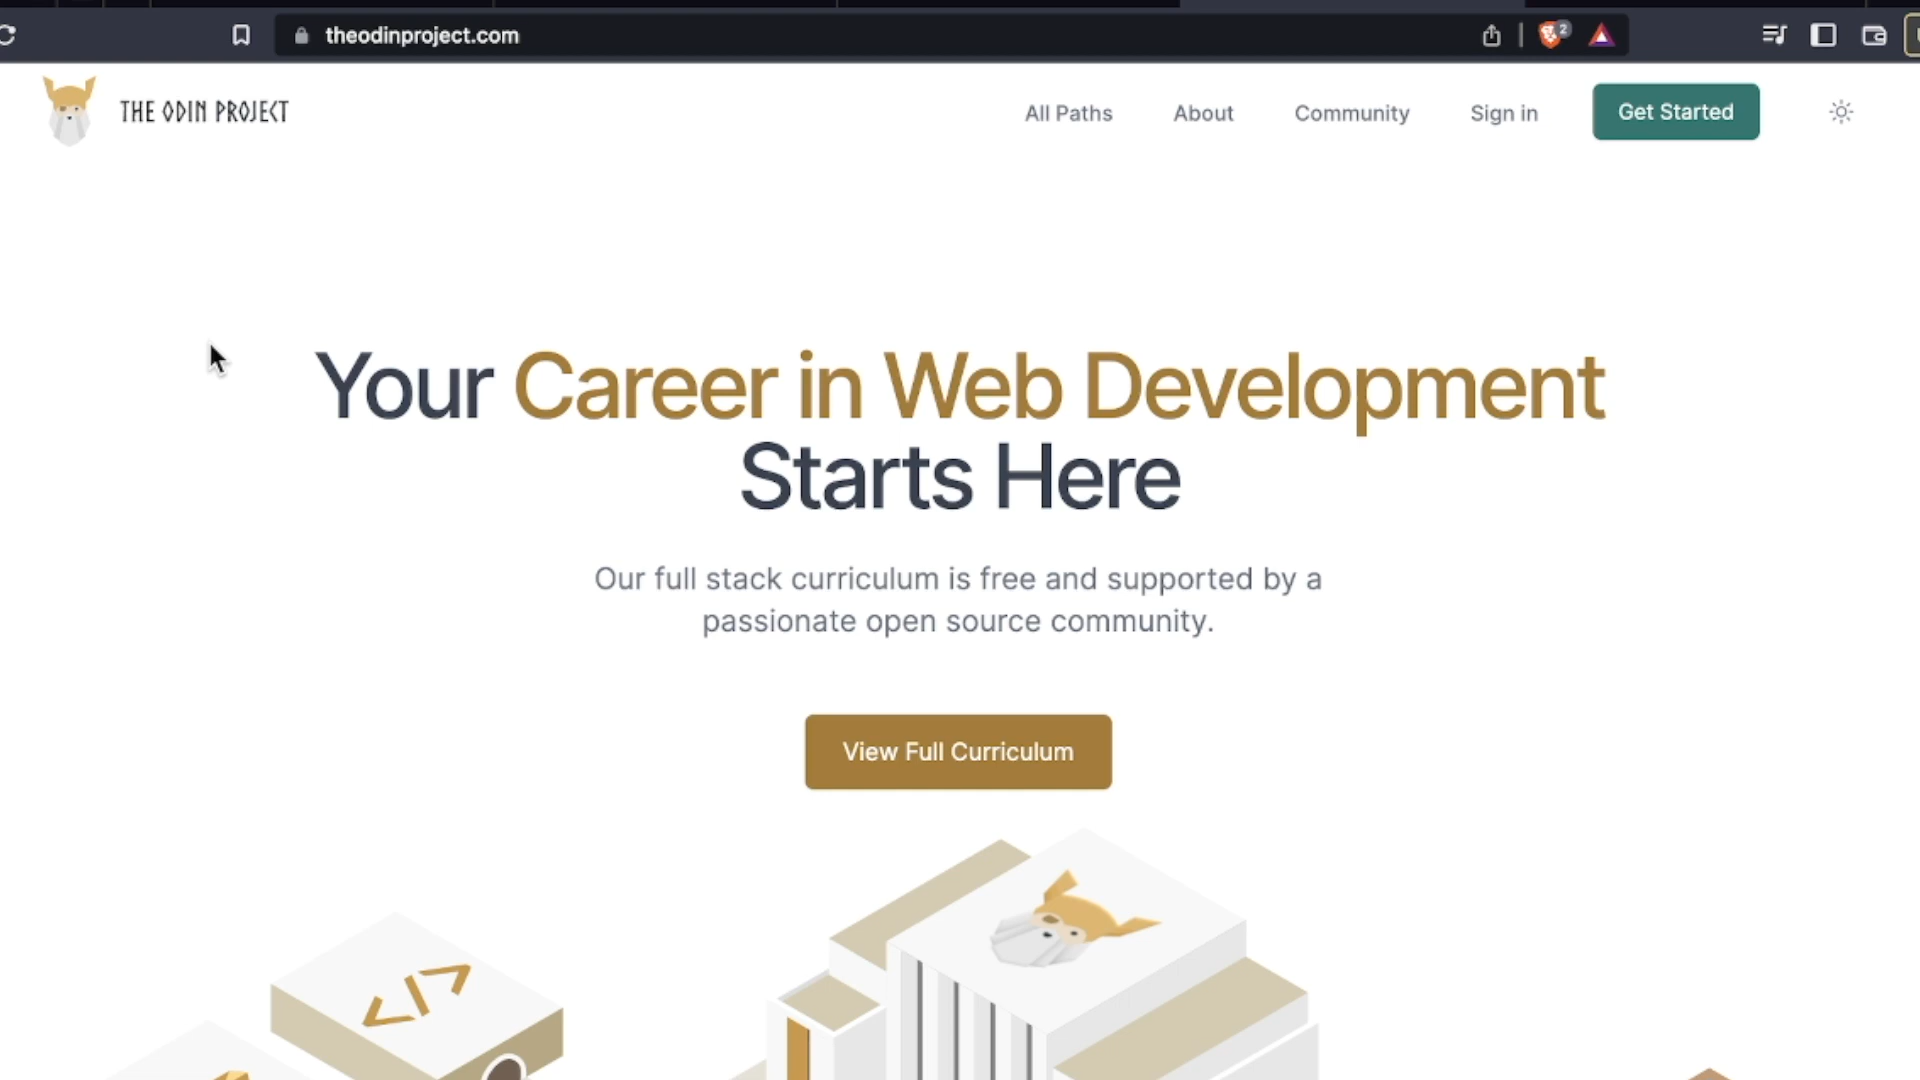 theodinproject.com
2
THE ODIN PROJECT
All Paths
About
Community
Sign in
Get Started
Your Career in Web Development
Starts Here
Our full stack curriculum is free and supported by a
passionate open source community.
View Full Curriculum